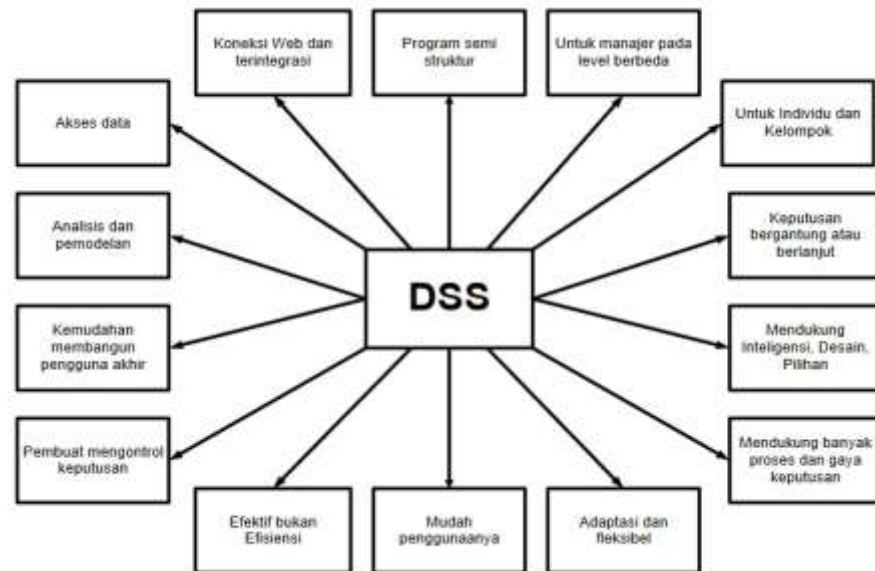 Koneksi Web dan
terintegrasi
Program semi
struktur
Untuk manajer pada
level berbeda
Akses data
Untuk Individu dan
Kelompok
Analisis dan
pemodelan
Keputusan
bergantung atau
berlanjut
DSS
Kemudahan
membangun
pengguna akhir
Mendukung
Inteligensi, Desain,
Pilihan
Pembuat mengontrol
keputusan
Mendukung banyak
proses dan gaya
keputusan
Efektif bukan
Efisiensi
Mudah
penggunaanya
Adaptasi dan
fleksibel